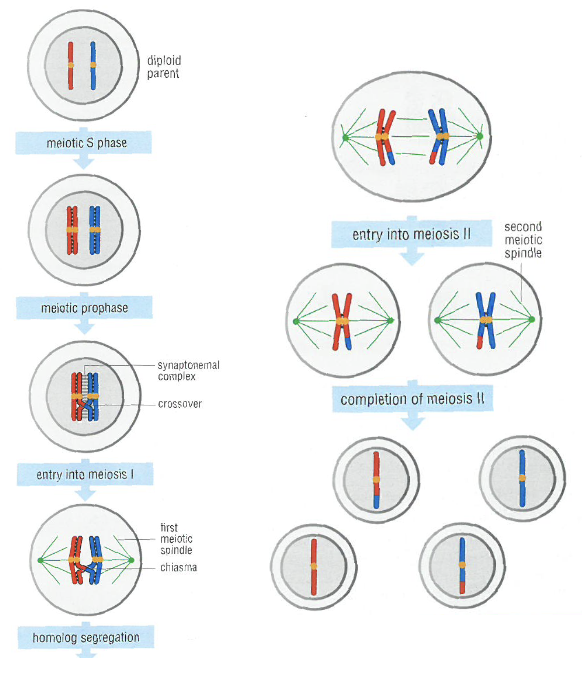 diploid
parent
meiotic S phase
meiotic prophase
synaptonemal
complex
crossover
entry into meiosis I
first
meiotic
spindle
chiasma
homolog segregation
entry into meiosis II
second
meiotic
spindle
completion of meiosis II